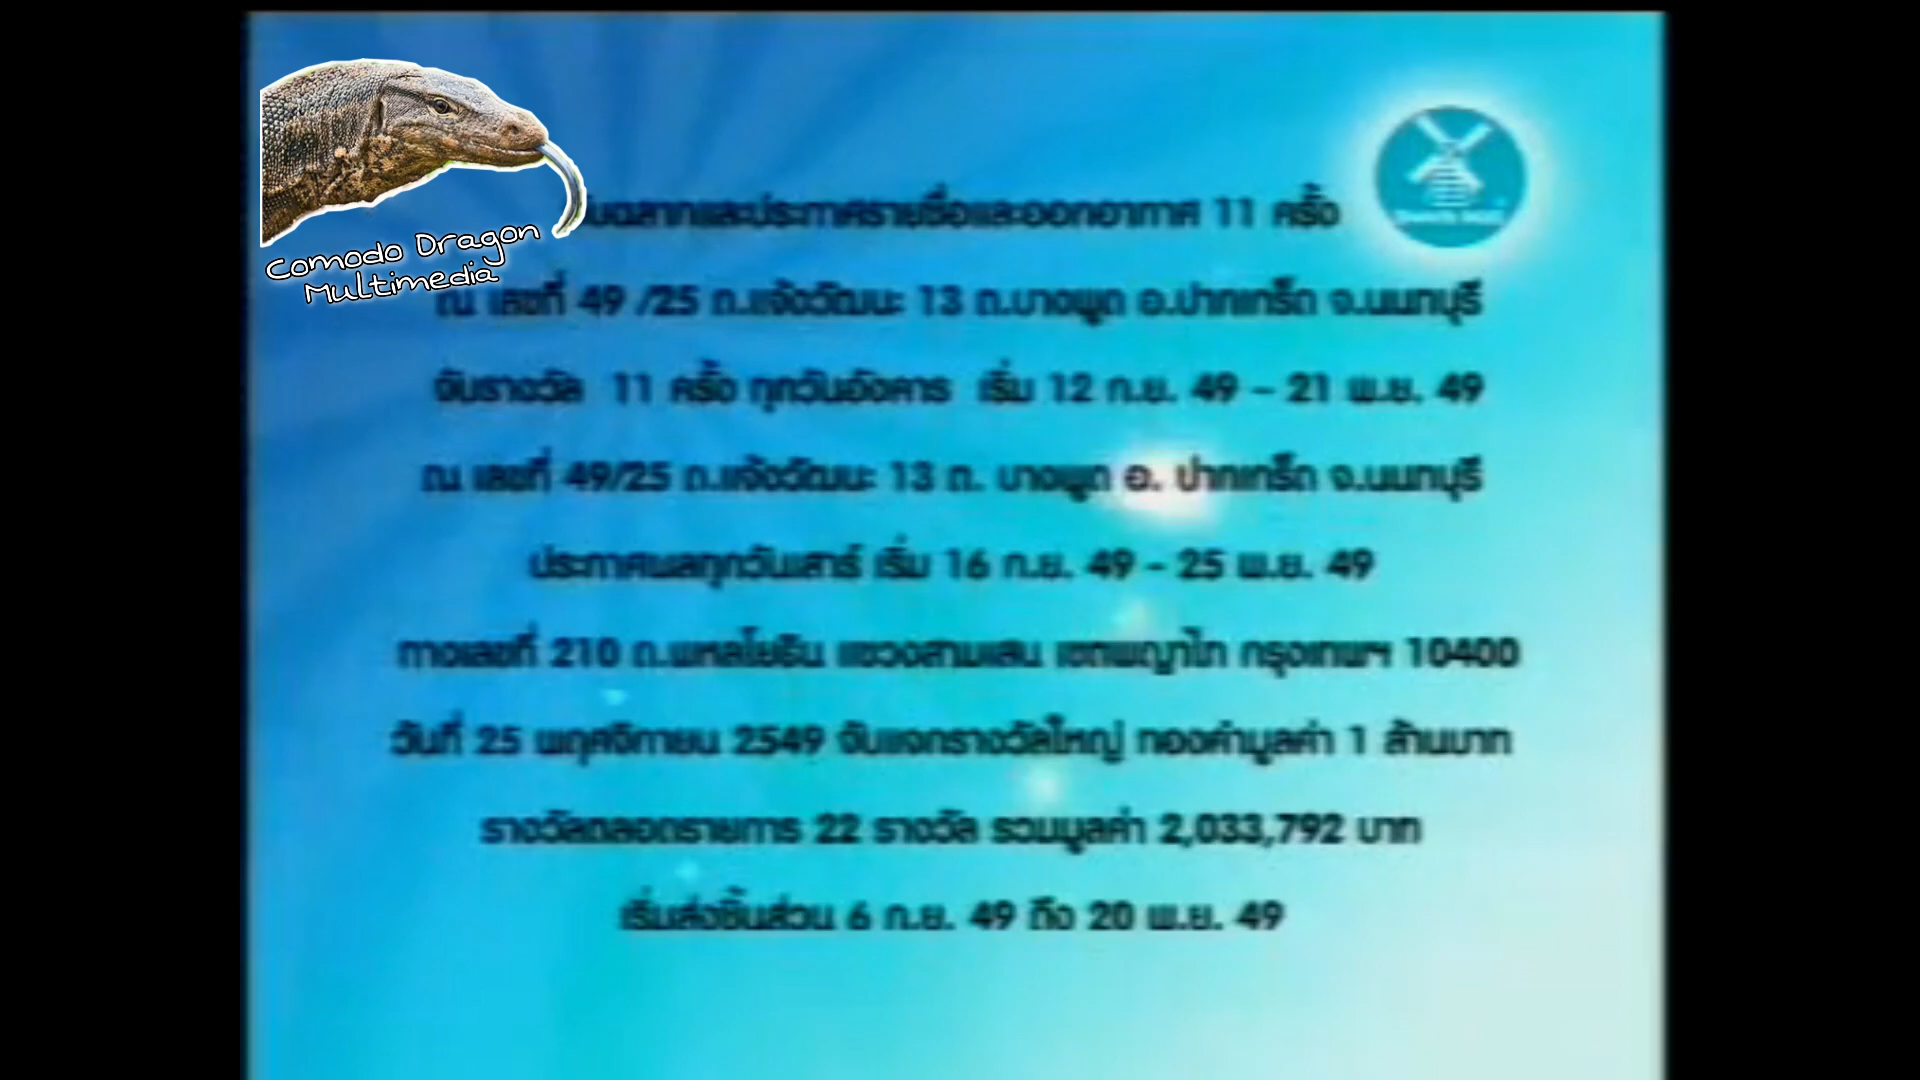 Comodo Dragon
Multimedia
จับฉลากและประกาศรายชื่อและออกอากาศ 11 ครั้ง
ณ เลขที่ 49 /25 ถ.แจ้งวัฒนะ 13 ต.บางพูด อ.ปากเกร็ด จ.นนทบุรี
จับรางวัล 11 ครั้ง ทุกวันอังคาร เริ่ม 12 ก.ย. 49 – 21 พ.ย. 49
ณ เลขที่ 49/25 ถ.แจ้งวัฒนะ 13 ต. บางพูด อ. ปากเกร็ด จ.นนทบุรี
ประกาศผลทุกวันเสาร์ เริ่ม 16 ก.ย. 49 - 25 พ.ย. 49
ทางเลขที่ 210 ถ.พหลโยธิน แขวงสามเสน เขตพญาไท กรุงเทพฯ 10400
วันที่ 25 พฤศจิกายน 2549 จับแจกรางวัลใหญ่ ทองคำมูลค่า 1 ล้านบาท
รางวัลตลอดรายการ 22 รางวัล รวมมูลค่า 2,033,792 บาท
เริ่มส่งชิ้นส่วน 6 ก.ย. 49 ถึง 20 พ.ย. 49